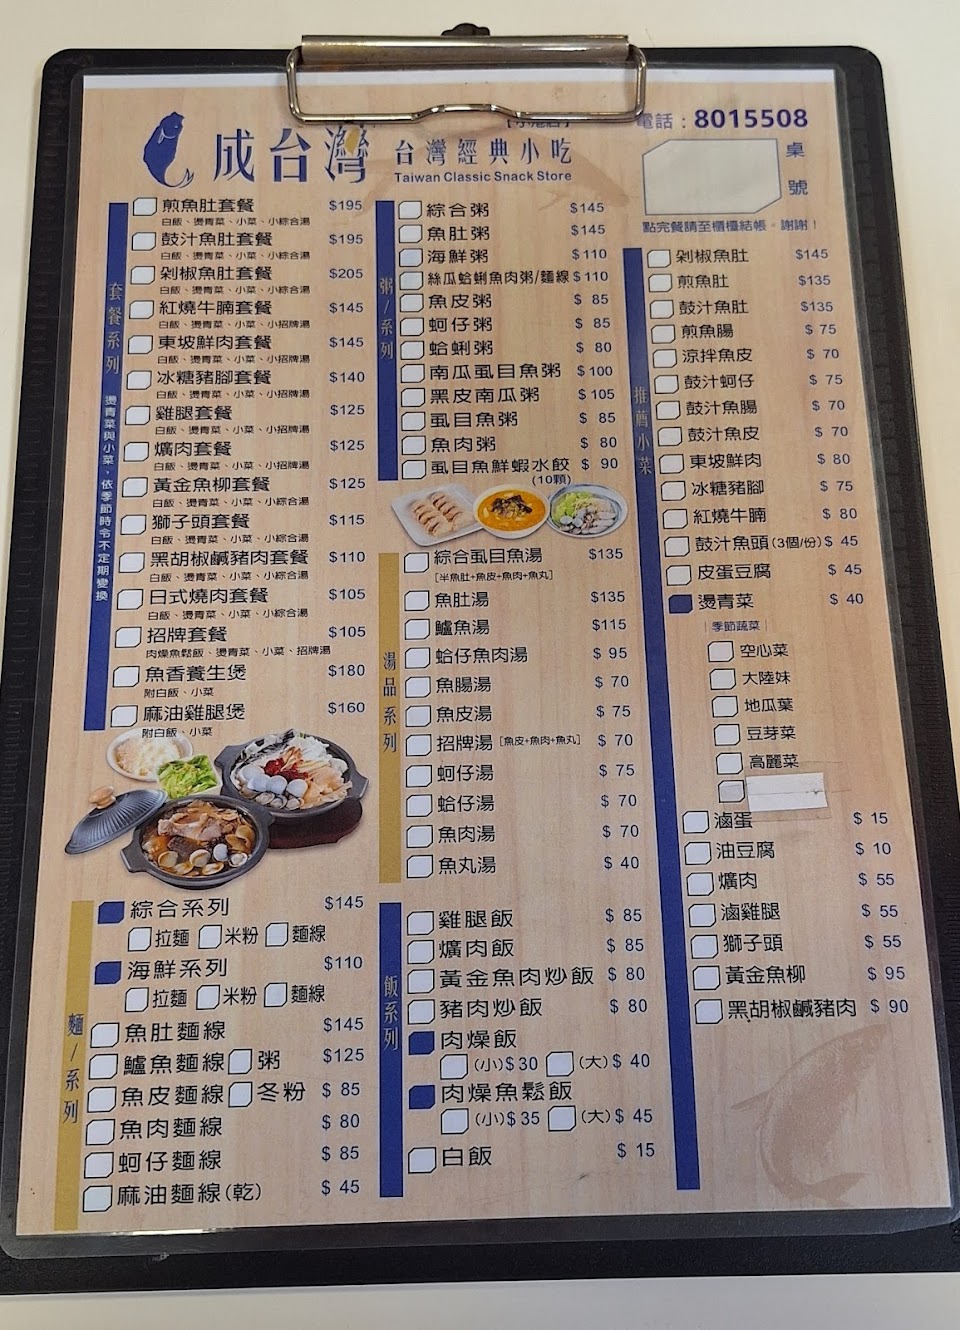 成台灣
台灣經典小吃
Taiwan Classic Snack Store
電話：8015508
桌號
點完餐請至櫃檯結帳。謝謝！
套餐系列
燙青菜與小菜，依季節時令不定期變換
煎魚肚套餐 $195
白飯、燙青菜、小菜、小綜合湯
鼓汁魚肚套餐 $195
白飯、燙青菜、小菜、小綜合湯
剁椒魚肚套餐 $205
白飯、燙青菜、小菜、小綜合湯
紅燒牛腩套餐 $145
白飯、燙青菜、小菜、小招牌湯
東坡鮮肉套餐 $145
白飯、燙青菜、小菜、小招牌湯
冰糖豬腳套餐 $140
白飯、燙青菜、小菜、小招牌湯
雞腿套餐 $125
白飯、燙青菜、小菜、小招牌湯
爌肉套餐 $125
白飯、燙青菜、小菜、小招牌湯
黃金魚柳套餐 $125
白飯、燙青菜、小菜、小綜合湯
獅子頭套餐 $115
白飯、燙青菜、小菜、小綜合湯
黑胡椒鹹豬肉套餐 $110
白飯、燙青菜、小菜、小綜合湯
日式燒肉套餐 $105
白飯、燙青菜、小菜、小綜合湯
招牌套餐 $105
肉燥魚鬆飯、燙青菜、小菜、招牌湯
魚香養生煲 $180
附白飯、小菜
麻油雞腿煲 $160
附白飯、小菜
麵/系列
綜合系列 $145
拉麵 米粉 麵線
海鮮系列 $110
拉麵 米粉 麵線
魚肚麵線 $145
鱸魚麵線 粥 $125
魚皮麵線 冬粉 $ 85
魚肉麵線 $ 80
蚵仔麵線 $ 85
麻油麵線(乾) $ 45
粥/系列
綜合粥 $145
魚肚粥 $145
海鮮粥 $110
絲瓜蛤蜊魚肉粥/麵線 $110
魚皮粥 $ 85
蚵仔粥 $ 85
蛤蜊粥 $ 80
南瓜虱目魚粥 $100
黑皮南瓜粥 $105
虱目魚粥 $ 85
魚肉粥 $ 80
虱目魚鮮蝦水餃 $ 90
(10顆)
湯品系列
綜合虱目魚湯 $135
[半魚肚+魚皮+魚肉+魚丸]
魚肚湯 $135
鱸魚湯 $115
蛤仔魚肉湯 $ 95
魚腸湯 $ 70
魚皮湯 $ 75
招牌湯 [魚皮+魚肉+魚丸] $ 70
蚵仔湯 $ 75
蛤仔湯 $ 70
魚肉湯 $ 70
魚丸湯 $ 40
飯系列
雞腿飯 $ 85
爌肉飯 $ 85
黃金魚肉炒飯 $ 80
豬肉炒飯 $ 80
肉燥飯
(小)$30 (大)$ 40
肉燥魚鬆飯
(小)$35 (大)$ 45
白飯 $ 15
推薦小菜
剁椒魚肚 $145
煎魚肚 $135
鼓汁魚肚 $135
煎魚腸 $ 75
涼拌魚皮 $ 70
鼓汁蚵仔 $ 75
鼓汁魚腸 $ 70
鼓汁魚皮 $ 70
東坡鮮肉 $ 80
冰糖豬腳 $ 75
紅燒牛腩 $ 80
鼓汁魚頭(3個/份) $ 45
皮蛋豆腐 $ 45
燙青菜 $ 40
｜季節蔬菜｜
空心菜
大陸妹
地瓜葉
豆芽菜
高麗菜
滷蛋 $ 15
油豆腐 $ 10
爌肉 $ 55
滷雞腿 $ 55
獅子頭 $ 55
黃金魚柳 $ 95
黑胡椒鹹豬肉 $ 90